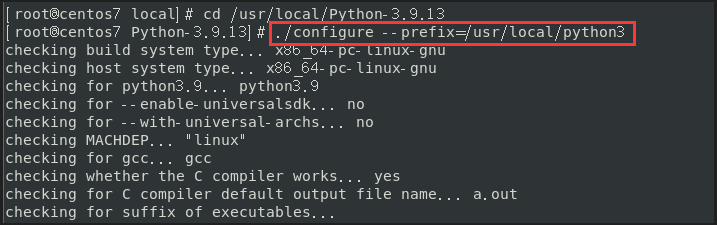 [root@centos7 local]# cd /usr/local/Python-3.9.13
[root@centos7 Python-3.9.13]# ./configure --prefix=/usr/local/python3
checking build system type... x86_64-pc-linux-gnu
checking host system type... x86_64-pc-linux-gnu
checking for python3.9... python3.9
checking for --enable-universalsdk... no
checking for --with-universal-archs... no
checking MACHDEP... "linux"
checking for gcc... gcc
checking whether the C compiler works... yes
checking for C compiler default output file name... a.out
checking for suffix of executables...